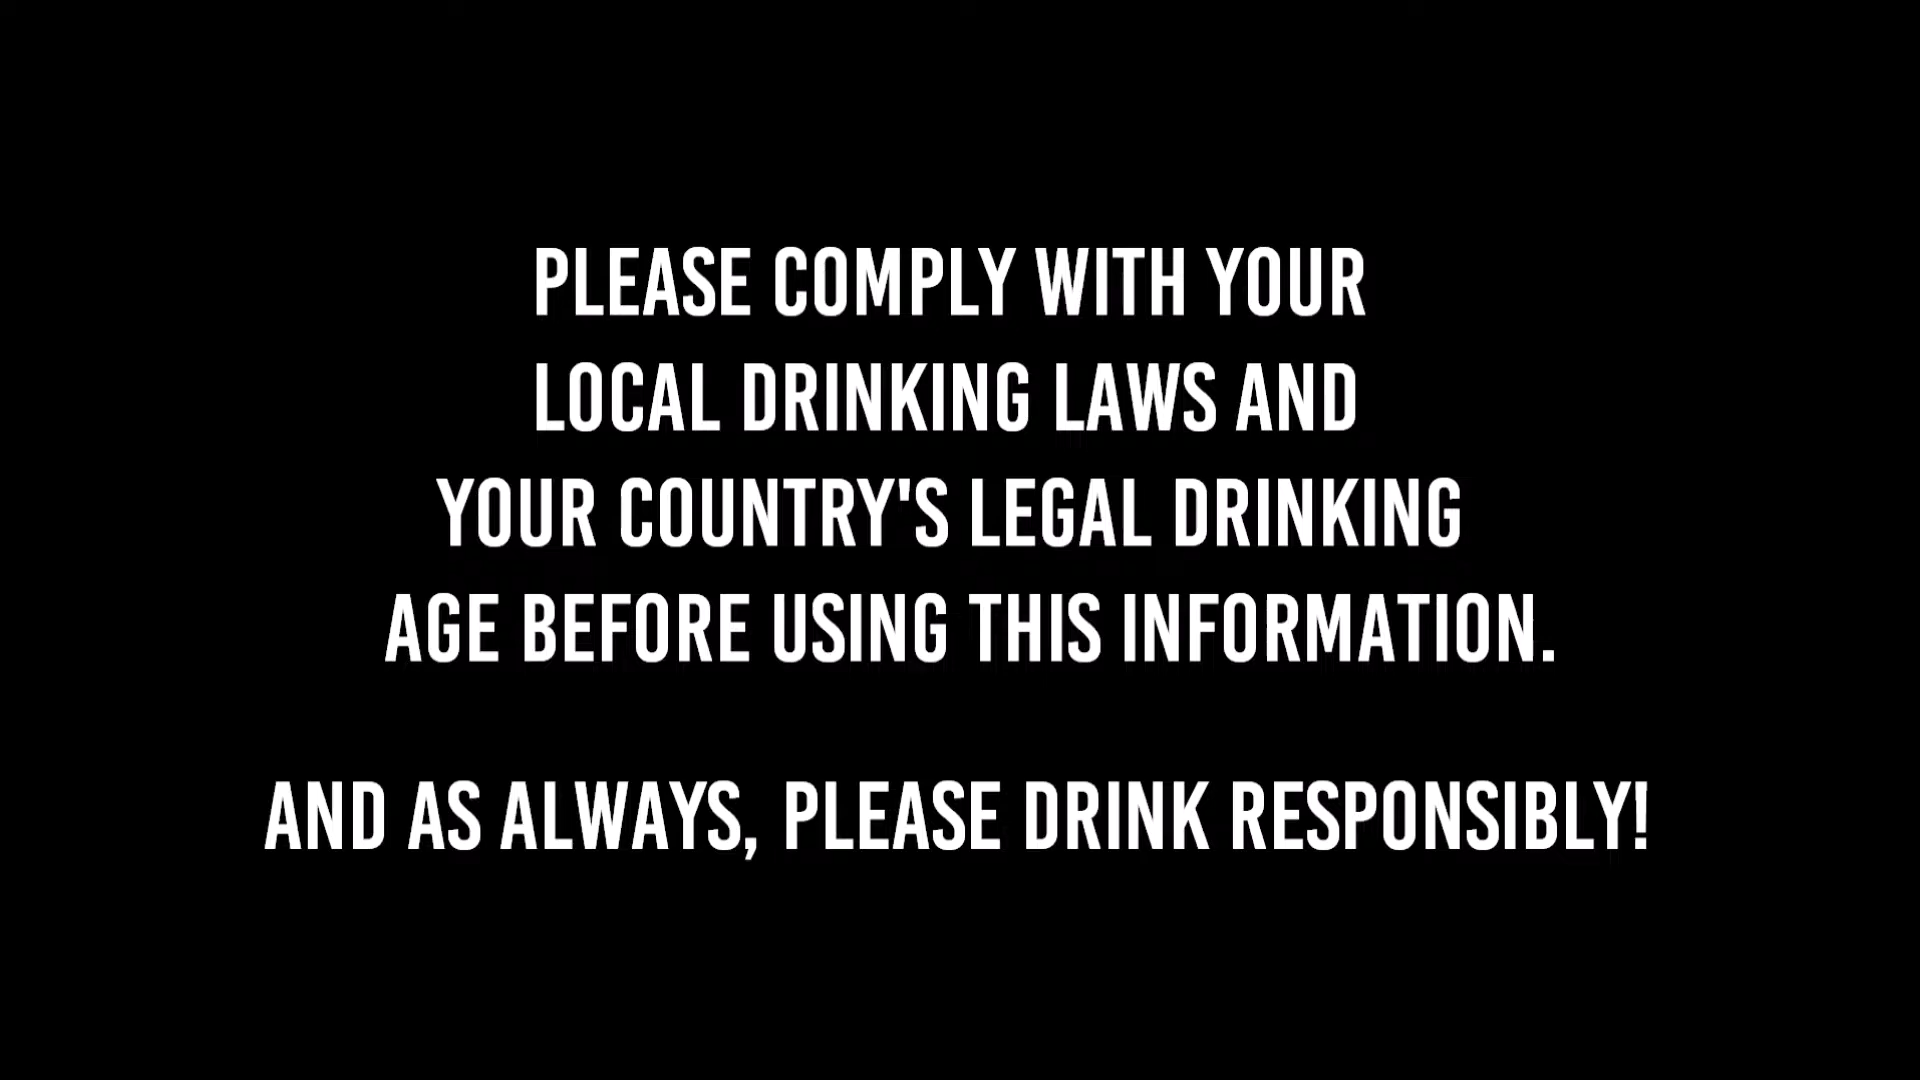 PLEASE COMPLY WITH YOUR
LOCAL DRINKING LAWS AND
YOUR COUNTRY'S LEGAL DRINKING
AGE BEFORE USING THIS INFORMATION.
AND AS ALWAYS, PLEASE DRINK RESPONSIBLY!